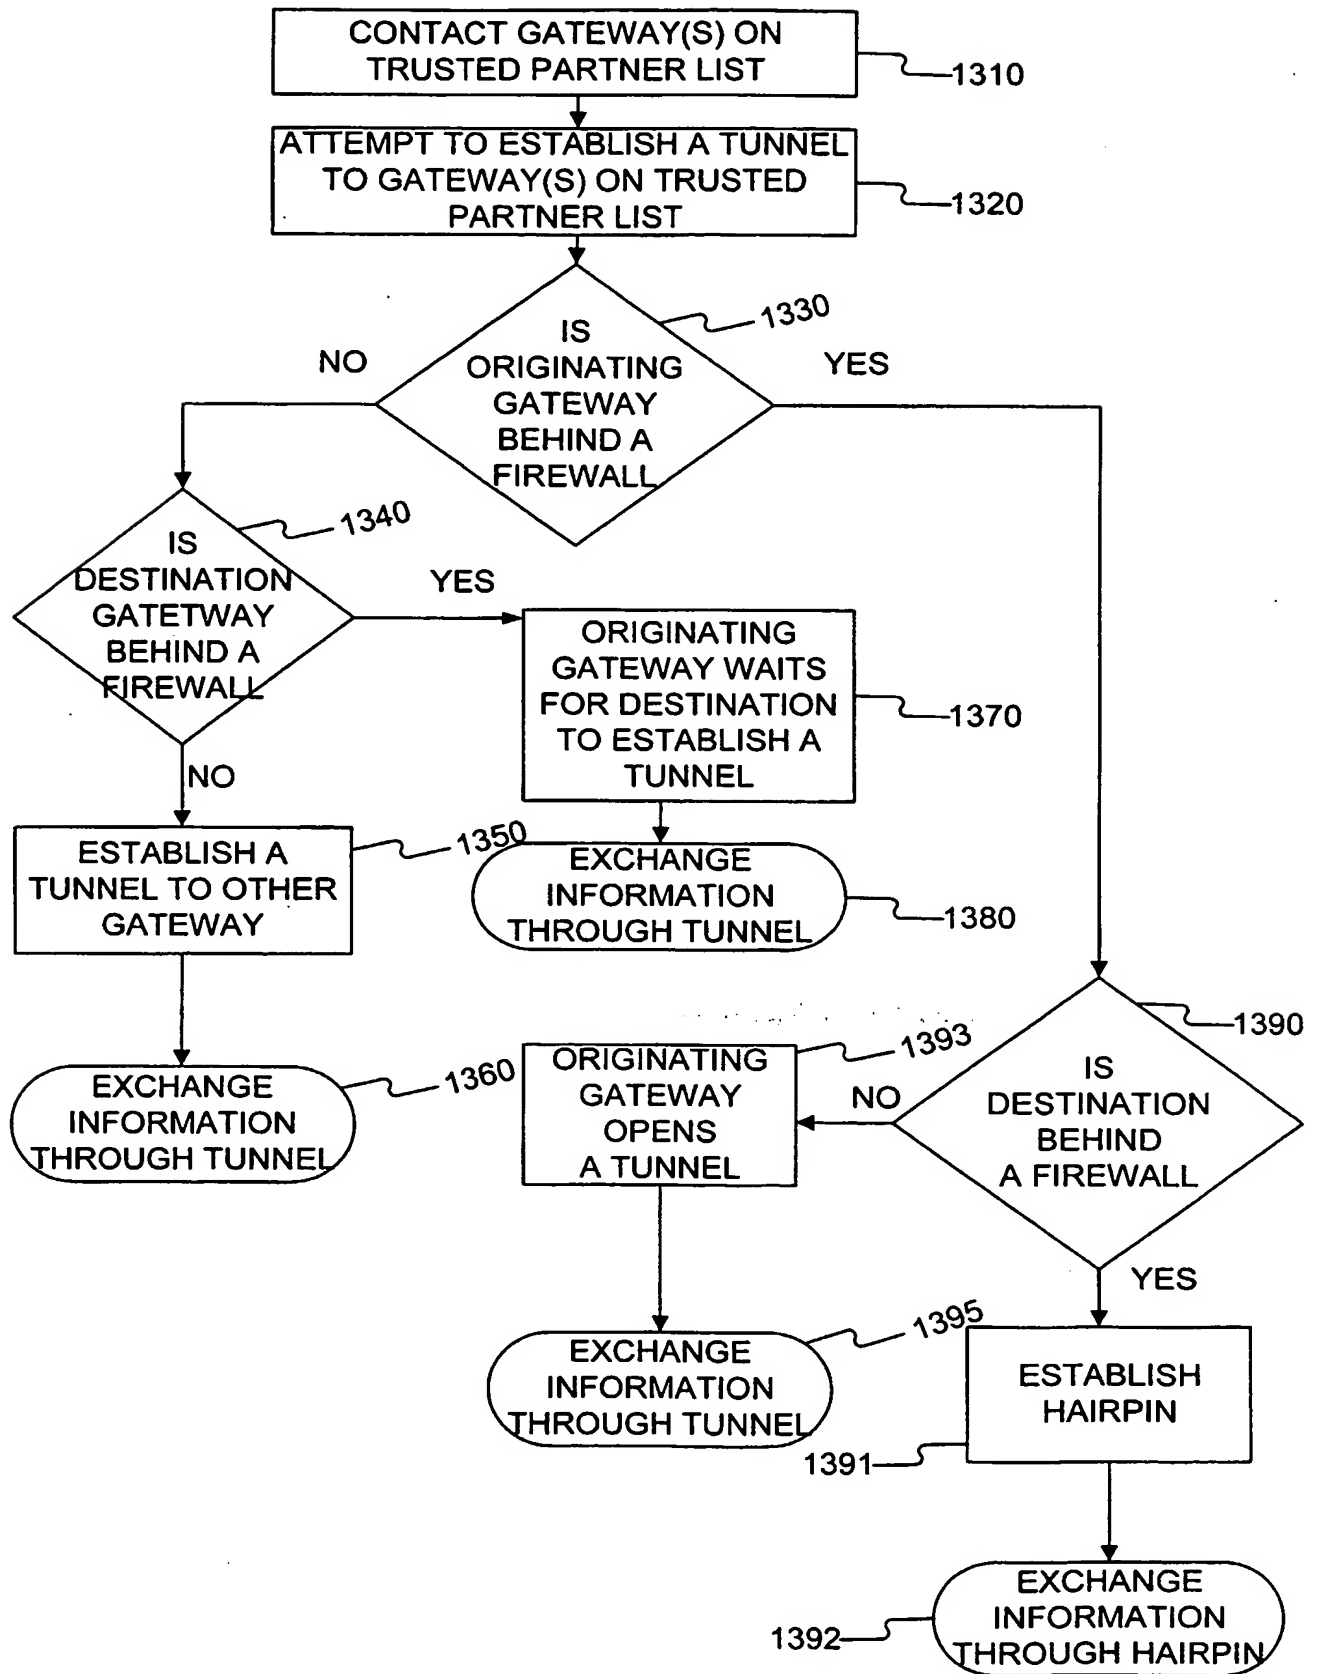 CONTACT GATEWAY(S) ON
TRUSTED PARTNER LIST
1310
ATTEMPT TO ESTABLISH A TUNNEL
TO GATEWAY(S) ON TRUSTED
PARTNER LIST
1320
IS
ORIGINATING
GATEWAY
BEHIND A
FIREWALL
1330
NO
YES
IS
DESTINATION
GATETWAY
BEHIND A
FIREWALL
1340
YES
NO
ORIGINATING
GATEWAY WAITS
FOR DESTINATION
TO ESTABLISH A
TUNNEL
1370
ESTABLISH A
TUNNEL TO OTHER
GATEWAY
1350
EXCHANGE
INFORMATION
THROUGH TUNNEL
1380
EXCHANGE
INFORMATION
THROUGH TUNNEL
1360
IS
DESTINATION
BEHIND
A FIREWALL
1390
NO
YES
ORIGINATING
GATEWAY
OPENS
A TUNNEL
1393
EXCHANGE
INFORMATION
THROUGH TUNNEL
1395
ESTABLISH
HAIRPIN
1391
EXCHANGE
INFORMATION
THROUGH HAIRPIN
1392